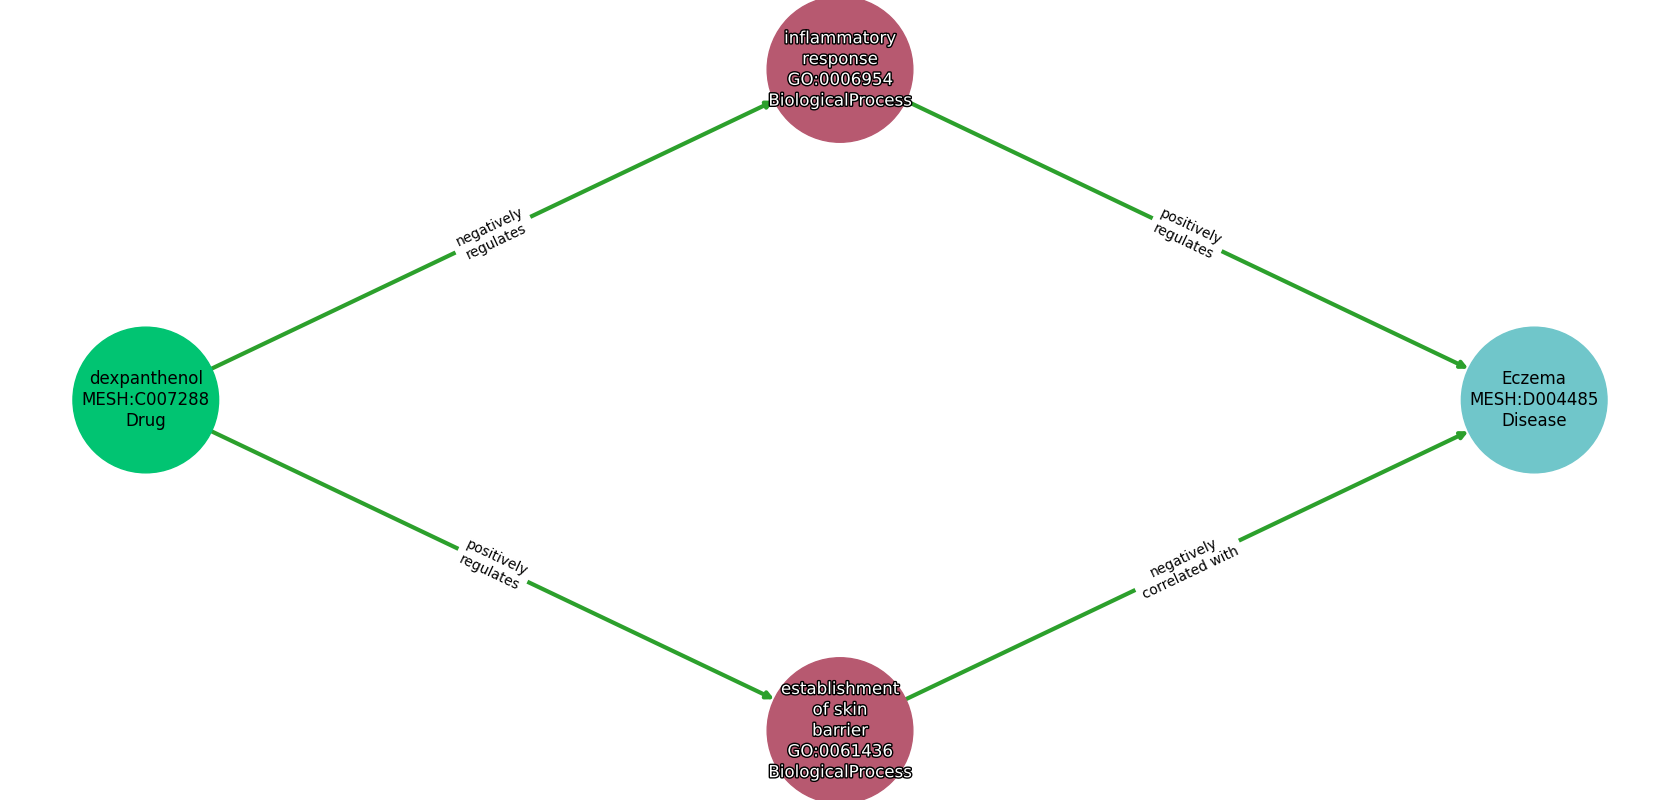 inflammatory
response
GO:0006954
BiologicalProcess
negatively
regulates
positively
regulates
dexpanthenol
MESH:C007288
Drug
Eczema
MESH:D004485
Disease
positively
regulates
negatively
correlated with
establishment
of skin
barrier
GO:0061436
BiologicalProcess